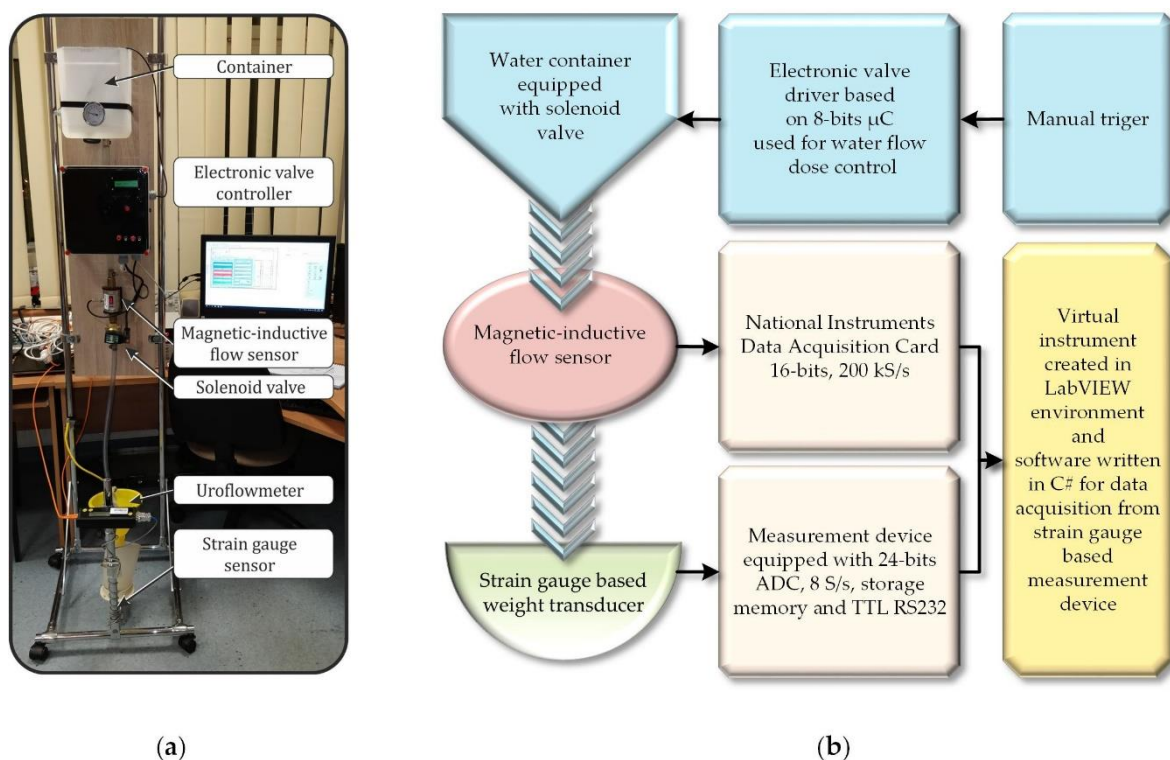 Container
Electronic valve
controller
Magnetic-inductive
flow sensor
Solenoid valve
Uroflowmeter
Strain gauge
sensor
(a)
Water container
equipped
with solenoid
valve
Electronic valve
driver based
on 8-bits µC
used for water flow
dose control
Manual triger
Magnetic-inductive
flow sensor
National Instruments
Data Acquisition Card
16-bits, 200 kS/s
Virtual
instrument
created in
LabVIEW
environment
and
software written
in C# for data
acquisition from
strain gauge
based
measurement
device
Strain gauge based
weight transducer
Measurement device
equipped with 24-bits
ADC, 8 S/s, storage
memory and TTL RS232
(b)